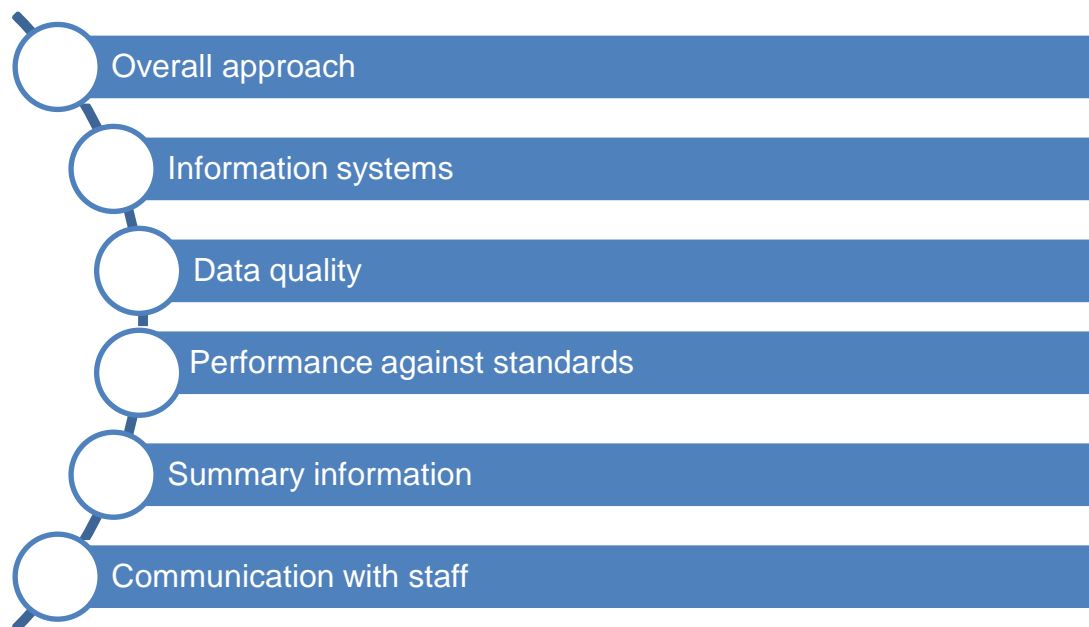 Overall approach
Information systems
Data quality
Performance against standards
Summary information
Communication with staff